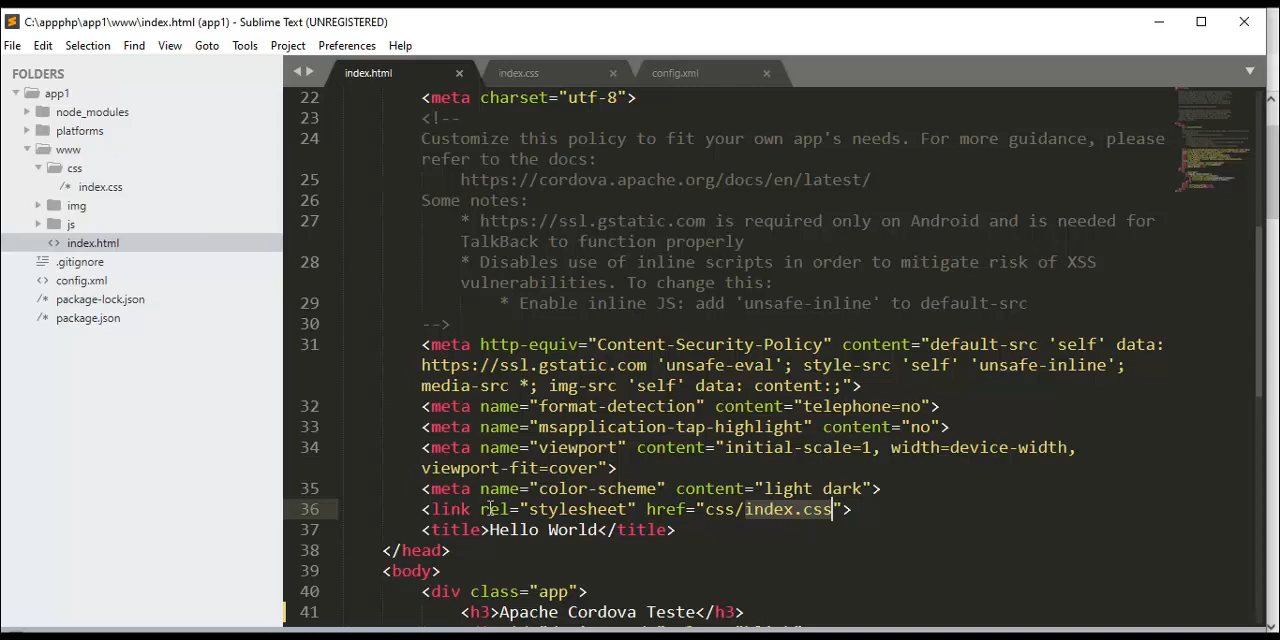 C:\appphp\app1\www\index.html (app1) - Sublime Text (UNREGISTERED)
File Edit Selection Find View Goto Tools Project Preferences Help
FOLDERS
app1
node_modules
platforms
www
css
index.css
img
js
index.html
.gitignore
config.xml
package-lock.json
package.json
index.html index.css config.xml
22 <meta charset="utf-8">
23 <!--
24 Customize this policy to fit your own app's needs. For more guidance, please
refer to the docs:
25 https://cordova.apache.org/docs/en/latest/
26 Some notes:
27 * https://ssl.gstatic.com is required only on Android and is needed for
TalkBack to function properly
28 * Disables use of inline scripts in order to mitigate risk of XSS
vulnerabilities. To change this:
29 * Enable inline JS: add 'unsafe-inline' to default-src
30 -->
31 <meta http-equiv="Content-Security-Policy" content="default-src 'self' data:
https://ssl.gstatic.com 'unsafe-eval'; style-src 'self' 'unsafe-inline';
media-src *; img-src 'self' data: content:;">
32 <meta name="format-detection" content="telephone=no">
33 <meta name="msapplication-tap-highlight" content="no">
34 <meta name="viewport" content="initial-scale=1, width=device-width,
viewport-fit=cover">
35 <meta name="color-scheme" content="light dark">
36 <link rel="stylesheet" href="css/index.css">
37 <title>Hello World</title>
38 </head>
39 <body>
40 <div class="app">
41 <h3>Apache Cordova Teste</h3>